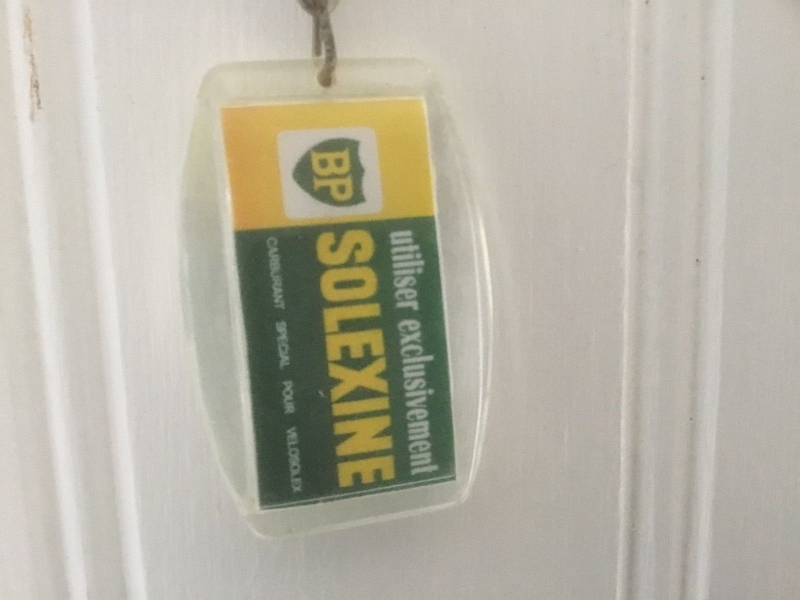 BP
utiliser exclusivement
SOLEXINE
CARBURANT SPECIAL POUR VELOSOLEX